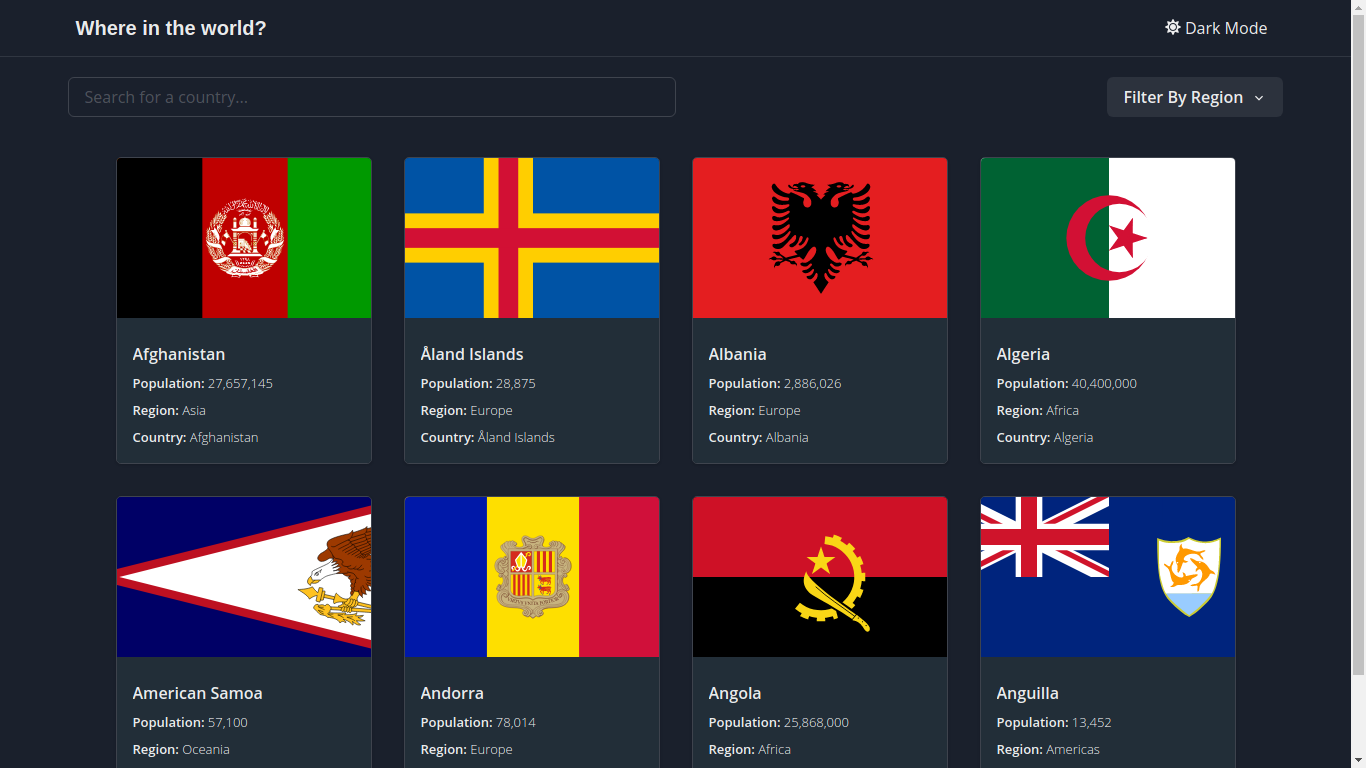 Where in the world?
Dark Mode
Search for a country...
Filter By Region
Afghanistan
Population: 27,657,145
Region: Asia
Country: Afghanistan
Åland Islands
Population: 28,875
Region: Europe
Country: Åland Islands
Albania
Population: 2,886,026
Region: Europe
Country: Albania
Algeria
Population: 40,400,000
Region: Africa
Country: Algeria
American Samoa
Population: 57,100
Region: Oceania
Andorra
Population: 78,014
Region: Europe
Angola
Population: 25,868,000
Region: Africa
Anguilla
Population: 13,452
Region: Americas